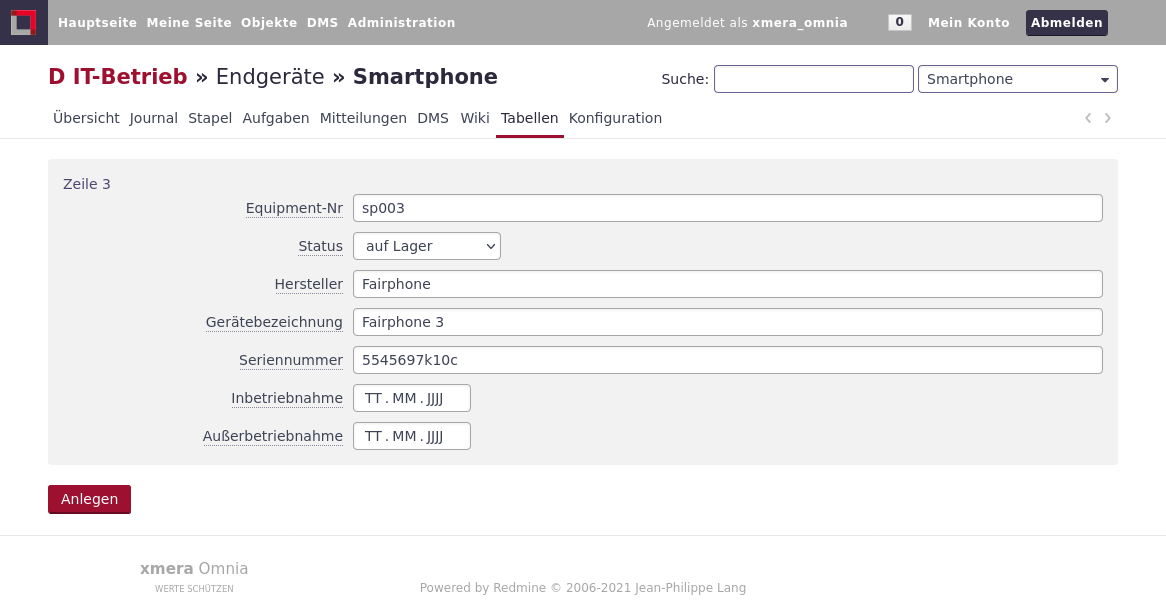 Hauptseite Meine Seite Objekte DMS Administration Angemeldet als xmera_omnia 0 Mein Konto Abmelden
D IT-Betrieb » Endgeräte » Smartphone Suche: Smartphone
Übersicht Journal Stapel Aufgaben Mitteilungen DMS Wiki Tabellen Konfiguration
Zeile 3
Equipment-Nr sp003
Status auf Lager
Hersteller Fairphone
Gerätebezeichnung Fairphone 3
Seriennummer 5545697k10c
Inbetriebnahme TT . MM . JJJJ
Außerbetriebnahme TT . MM . JJJJ
Anlegen
xmera Omnia
WERTE SCHÜTZEN
Powered by Redmine © 2006-2021 Jean-Philippe Lang